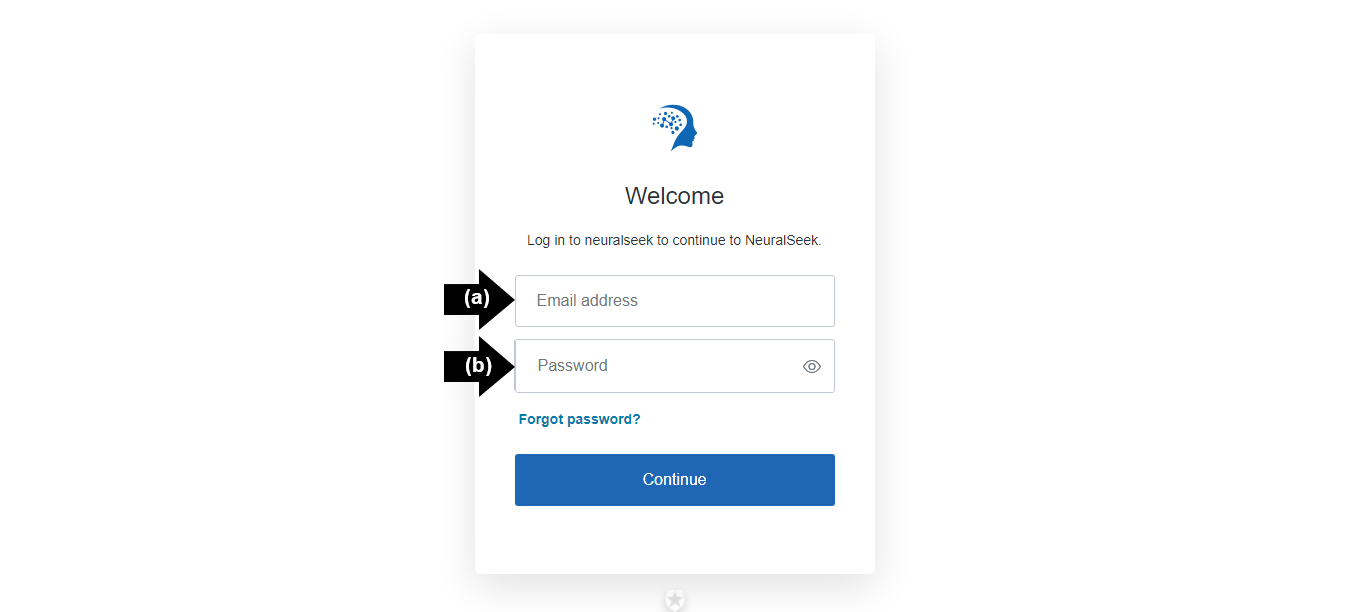 Welcome
Log in to neuralseek to continue to NeuralSeek.
(a) Email address
(b) Password
Forgot password?
Continue